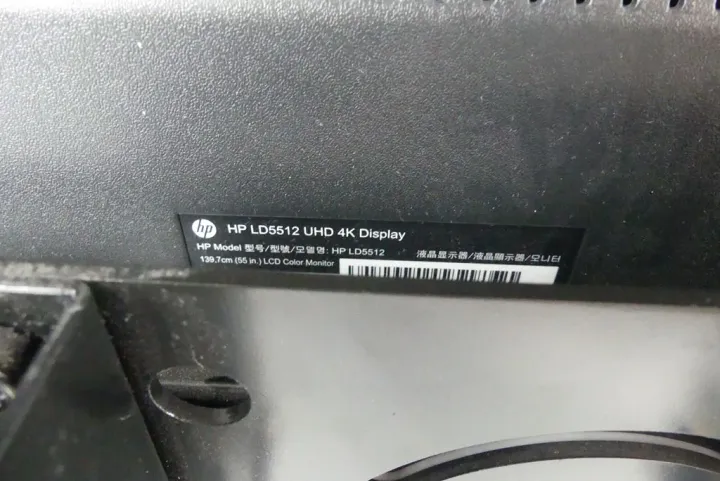 hp HP LD5512 UHD 4K Display
HP Model 型号/型號/모델명: HP LD5512 液晶显示器/液晶顯示器/모니터
139.7cm (55 in.) LCD Color Monitor